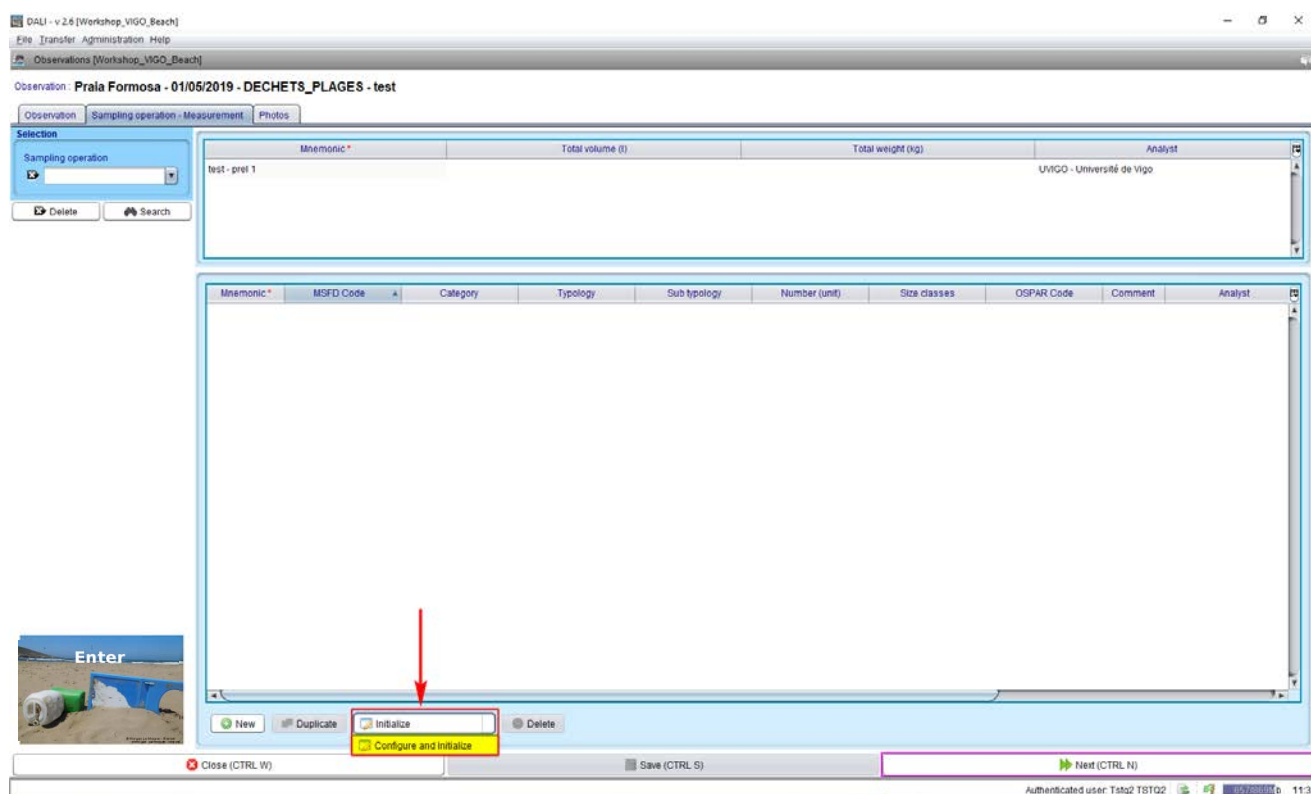 DALI - v 2.6 [Workshop_VIGO_Beach]
File Transfer Administration Help
Observations [Workshop_VIGO_Beach]
Observation : Praia Formosa - 01/05/2019 - DECHETS_PLAGES - test
Observation Sampling operation - Measurement Photos
Selection
Sampling operation
Delete Search
Mnemonic * Total volume (l) Total weight (kg) Analyst
test - prel 1 UVIGO - Université de Vigo
Mnemonic * MSFD Code Category Typology Sub typology Number (unit) Size classes OSPAR Code Comment Analyst
Enter
New Duplicate Initialize Delete
Configure and Initialize
Close (CTRL W) Save (CTRL S) Next (CTRL N)
Authenticated user: Tstq2 TSTQ2 11:3